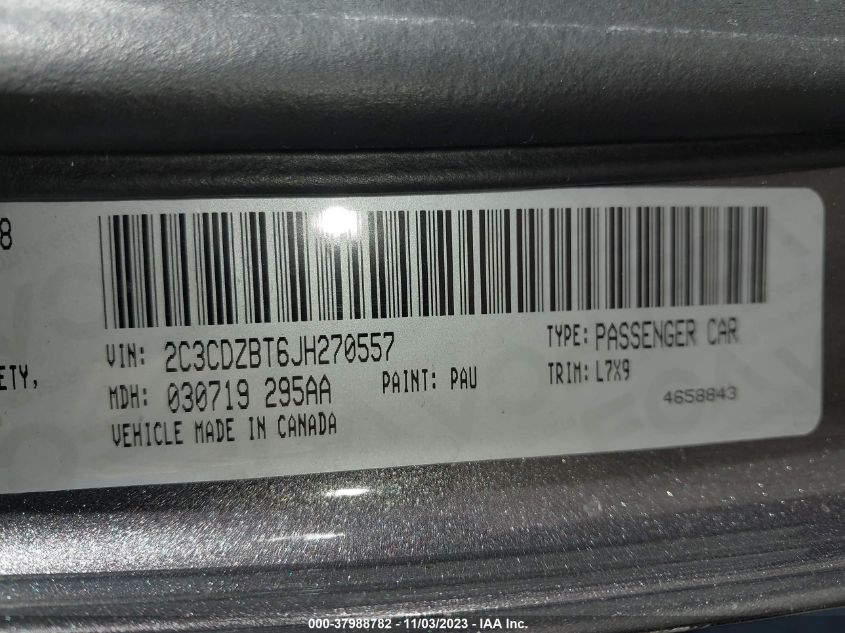 8
VIN: 2C3CDZBT6JH270557
TYPE: PASSENGER CAR
ETY,
MDH: 030719 295AA
PAINT: PAU
TRIM: L7X9
4658843
VEHICLE MADE IN CANADA
000-37988782 - 11/03/2023 - IAA Inc.